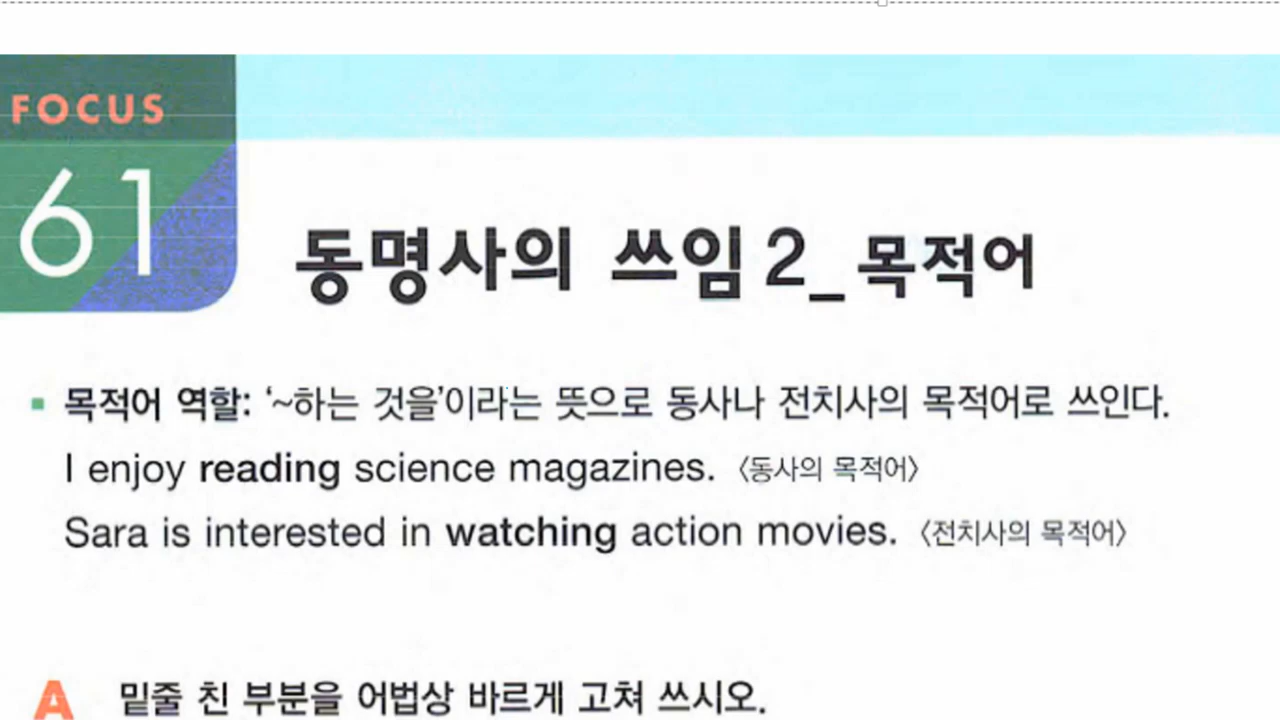 FOCUS
61
동명사의 쓰임 2_목적어
▪ 목적어 역할: ‘~하는 것을’이라는 뜻으로 동사나 전치사의 목적어로 쓰인다.
I enjoy reading science magazines. 〈동사의 목적어〉
Sara is interested in watching action movies. 〈전치사의 목적어〉
A 밑줄 친 부분을 어법상 바르게 고쳐 쓰시오.